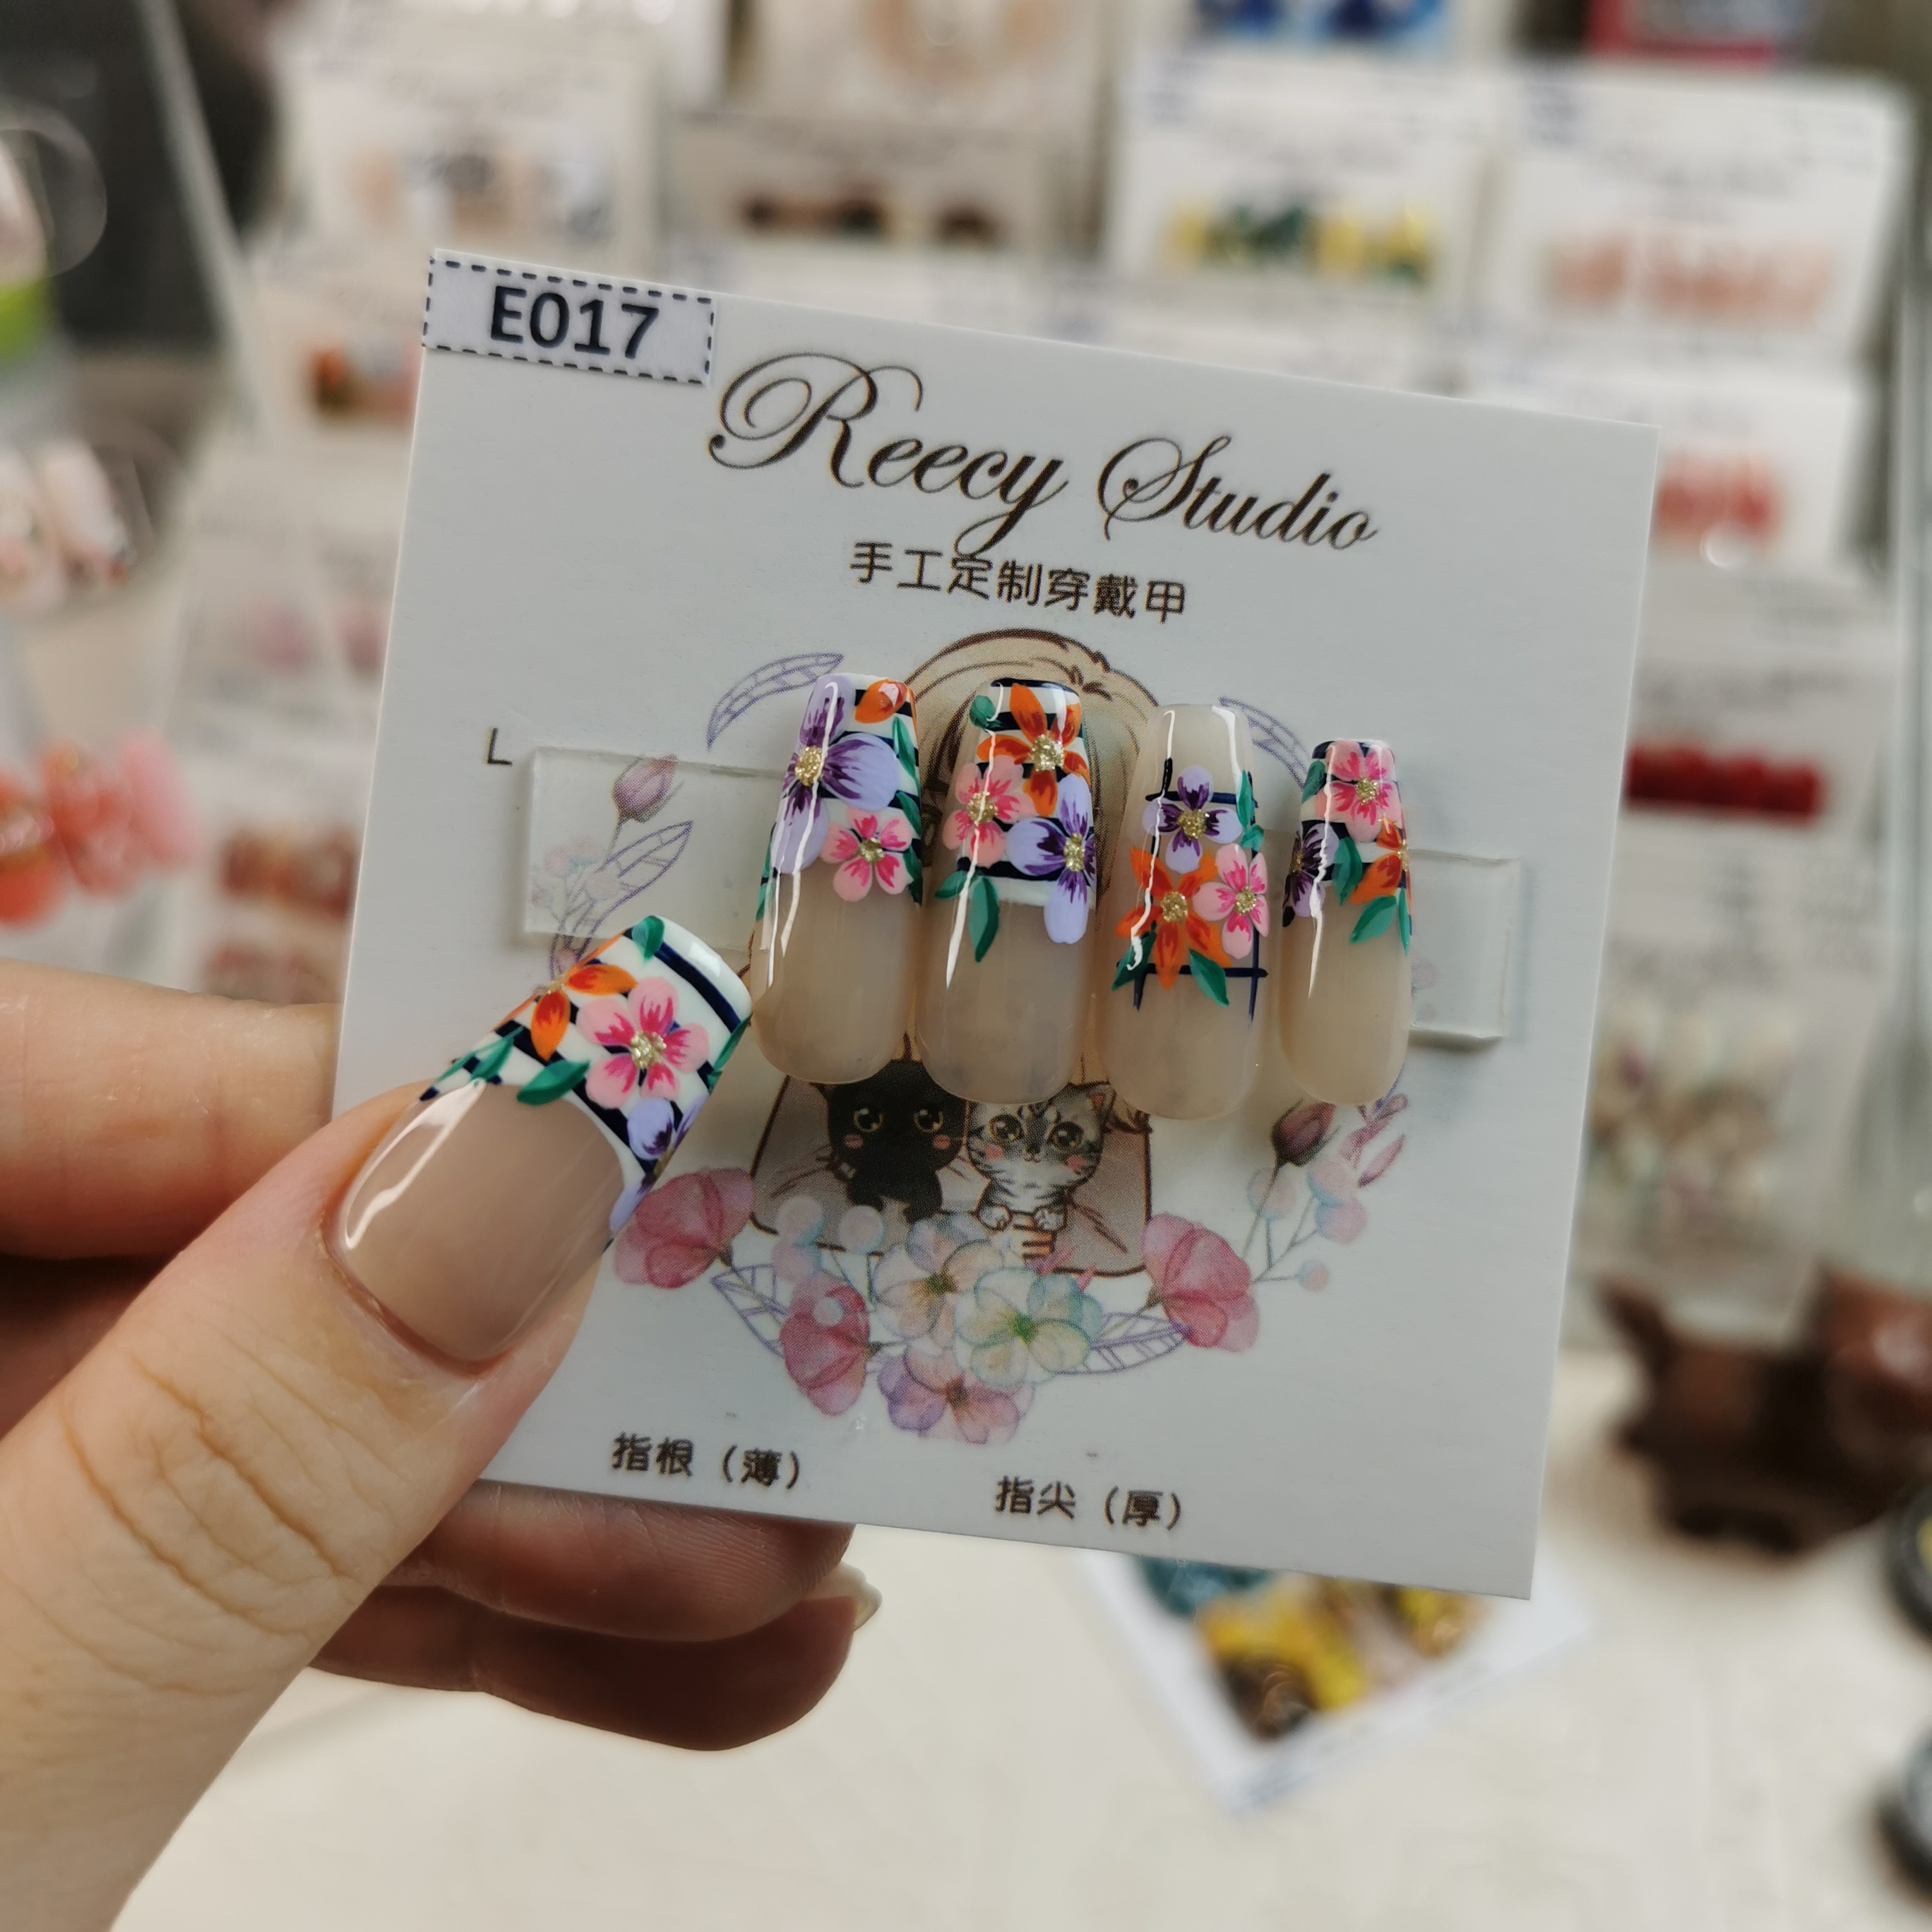 E017
Reecy Studio
手工定制穿戴甲
L
指根（薄） 指尖（厚）